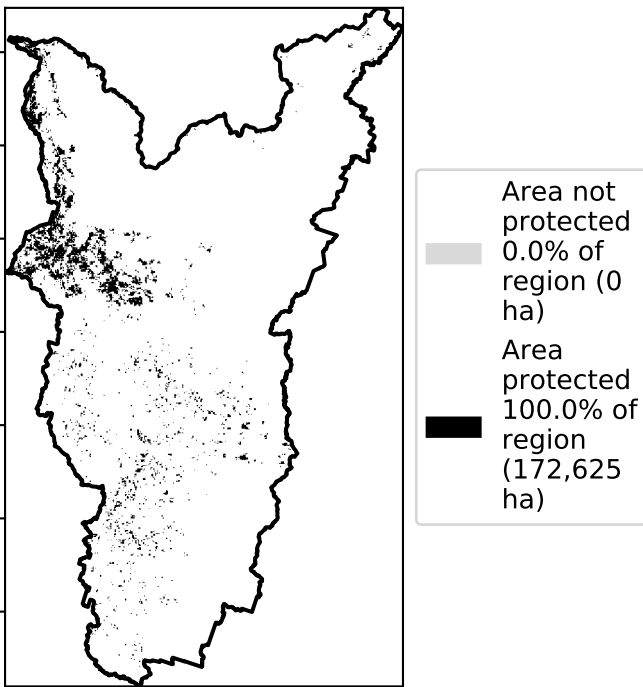 Area not
protected
0.0% of
region (0
ha)
Area
protected
100.0% of
region
(172,625
ha)